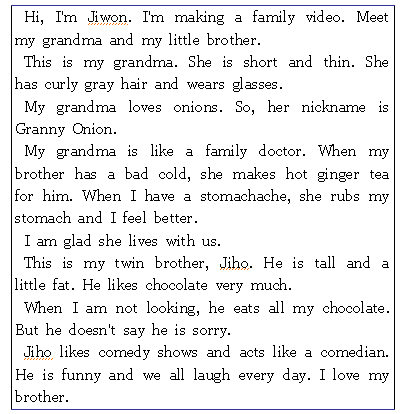 Hi, I'm Jiwon. I'm making a family video. Meet
my grandma and my little brother.
This is my grandma. She is short and thin. She
has curly gray hair and wears glasses.
My grandma loves onions. So, her nickname is
Granny Onion.
My grandma is like a family doctor. When my
brother has a bad cold, she makes hot ginger tea
for him. When I have a stomachache, she rubs my
stomach and I feel better.
I am glad she lives with us.
This is my twin brother, Jiho. He is tall and a
little fat. He likes chocolate very much.
When I am not looking, he eats all my chocolate.
But he doesn't say he is sorry.
Jiho likes comedy shows and acts like a comedian.
He is funny and we all laugh every day. I love my
brother.